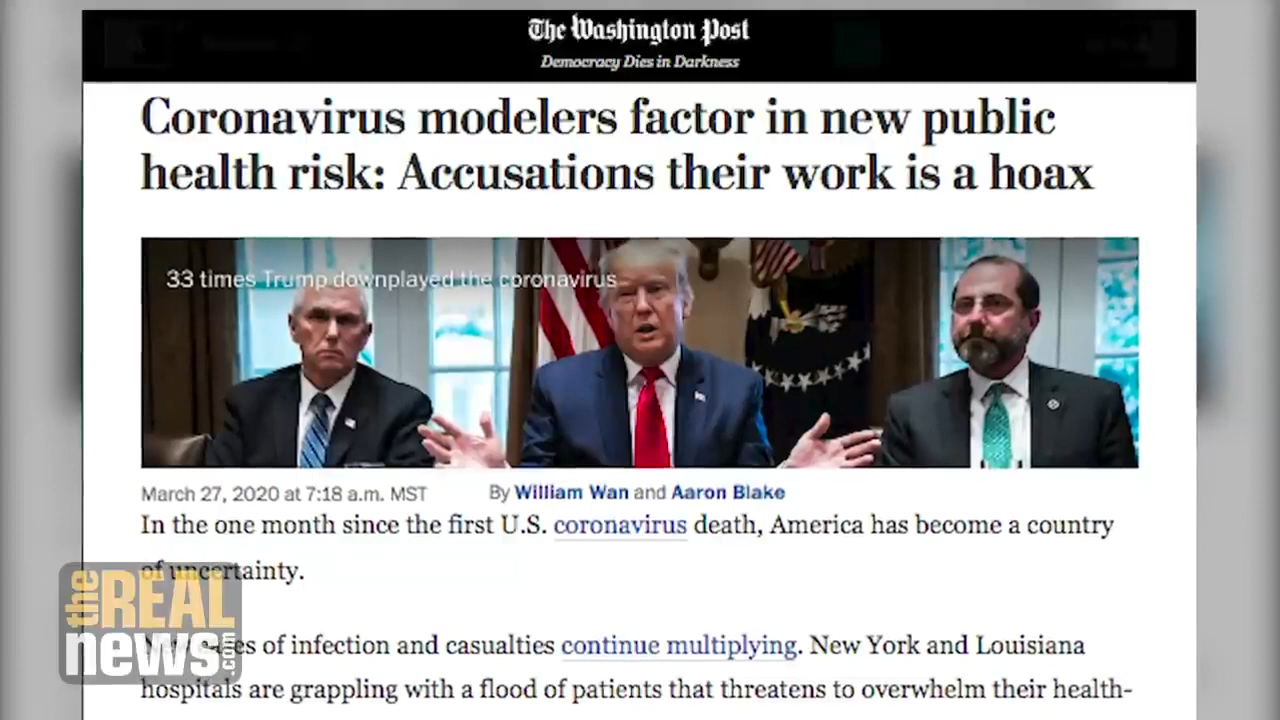 The Washington Post
Democracy Dies in Darkness
Coronavirus modelers factor in new public
health risk: Accusations their work is a hoax
33 times Trump downplayed the coronavirus
March 27, 2020 at 7:18 a.m. MST By William Wan and Aaron Blake
In the one month since the first U.S. coronavirus death, America has become a country
of uncertainty.
of infection and casualties continue multiplying. New York and Louisiana
hospitals are grappling with a flood of patients that threatens to overwhelm their health-
the
REAL
news.com